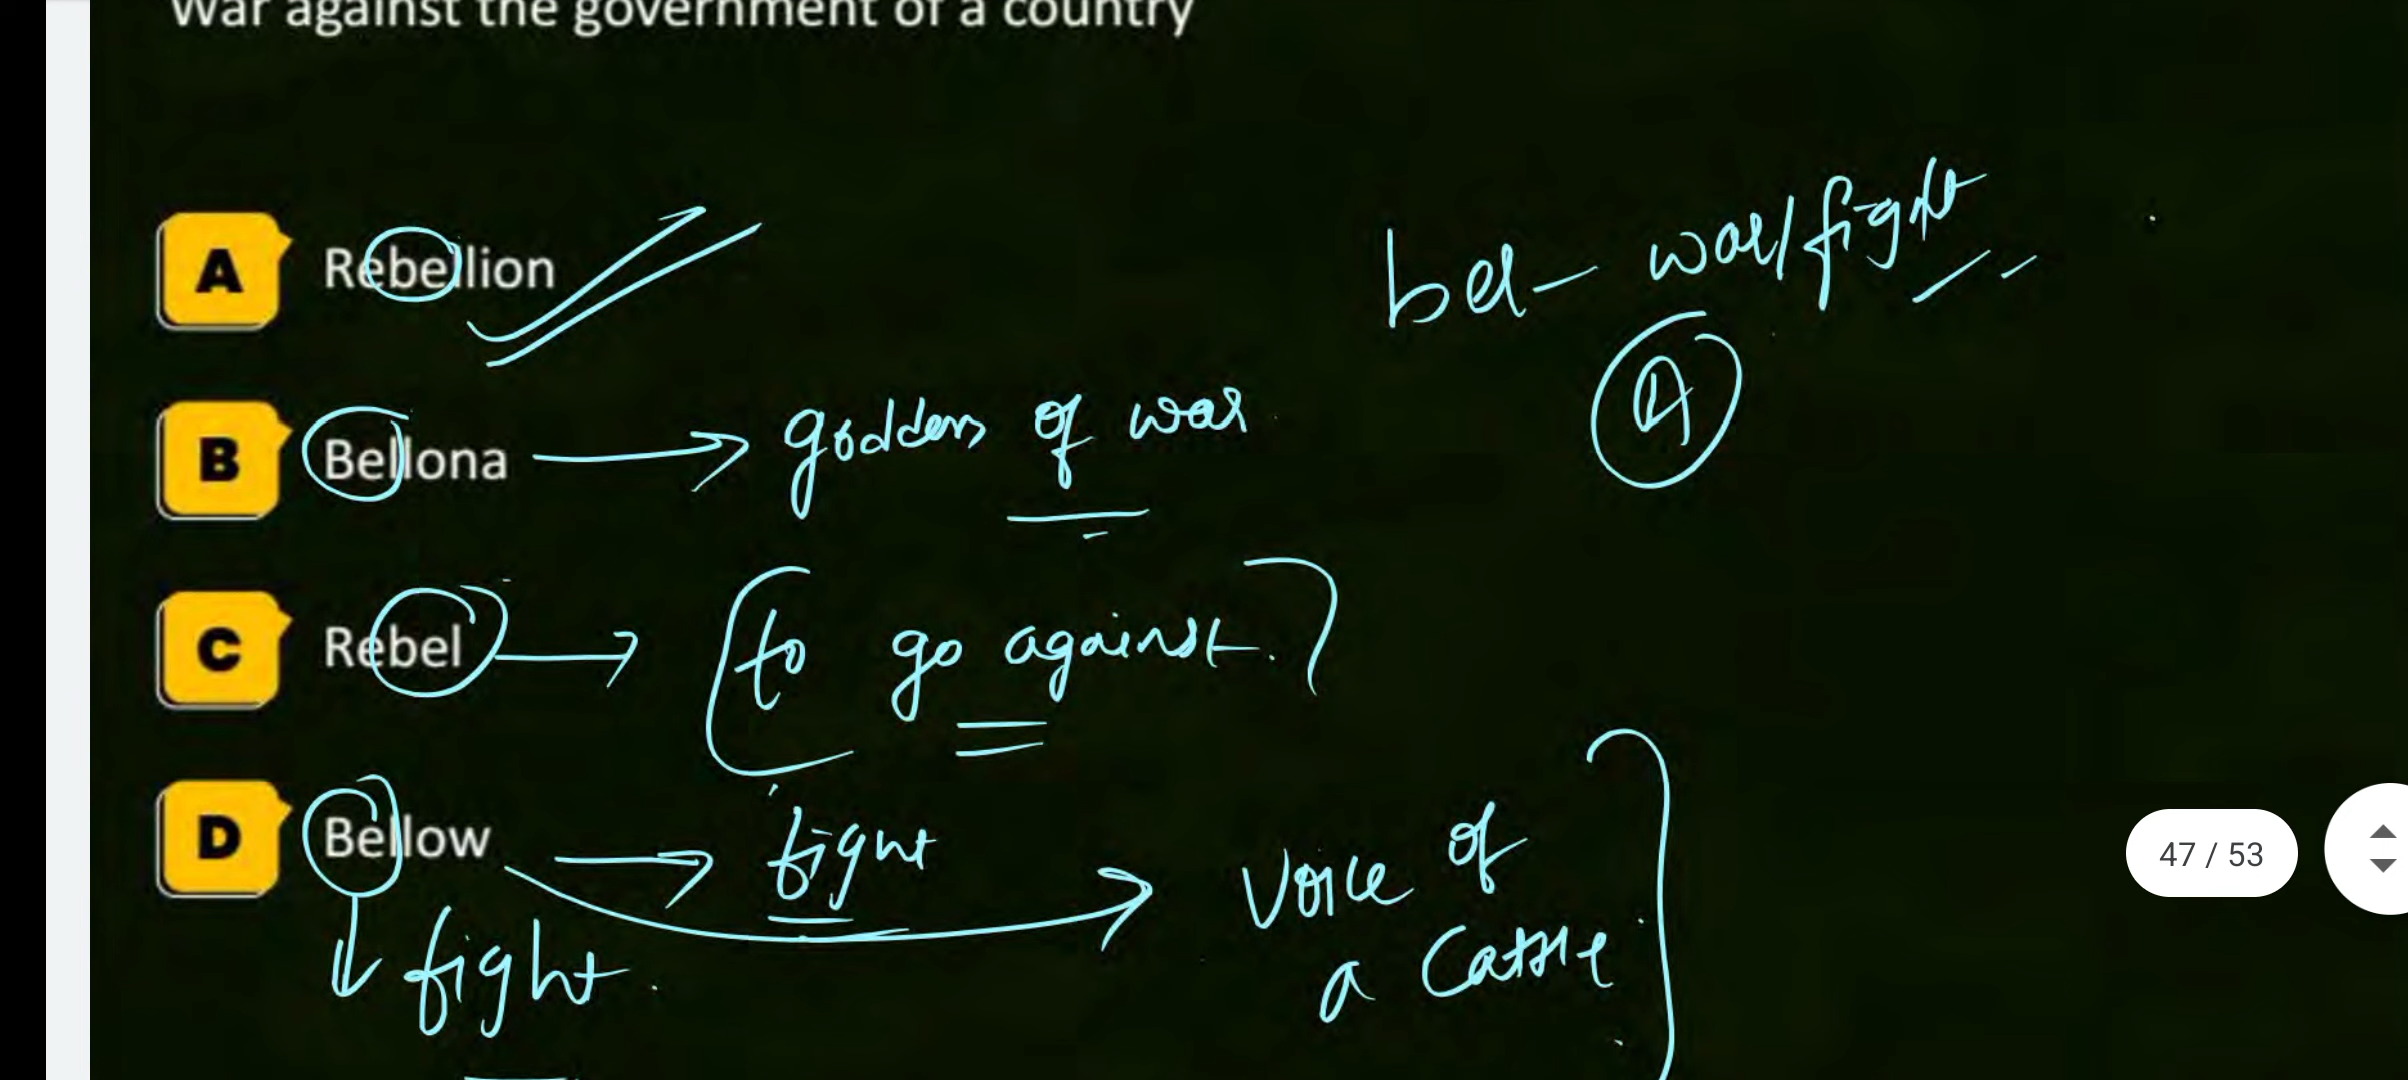 War against the government of a country
A Rebellion
bel - war/fight
A
B Bellona → goddess of war
C Rebel → (to go against.)
D Bellow → fight
voice of
a cattle
fight.
47 / 53